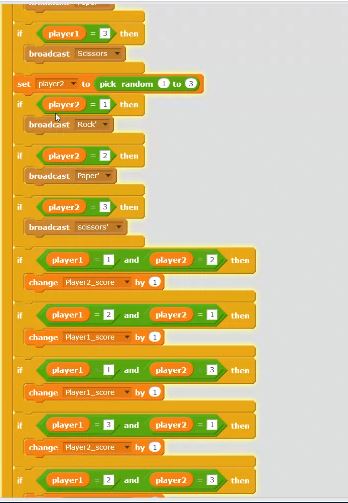 if player1 = 3 then
broadcast Scissors
set player2 to pick random 1 to 3
if player2 = 1 then
broadcast Rock'
if player2 = 2 then
broadcast Paper'
if player2 = 3 then
broadcast scissors'
if player1 = 1 and player2 = 2 then
change Player2_score by 1
if player1 = 2 and player2 = 1 then
change Player1_score by 1
if player1 = 1 and player2 = 3 then
change Player1_score by 1
if player1 = 3 and player2 = 1 then
change Player2_score by 1
if player1 = 2 and player2 = 3 then